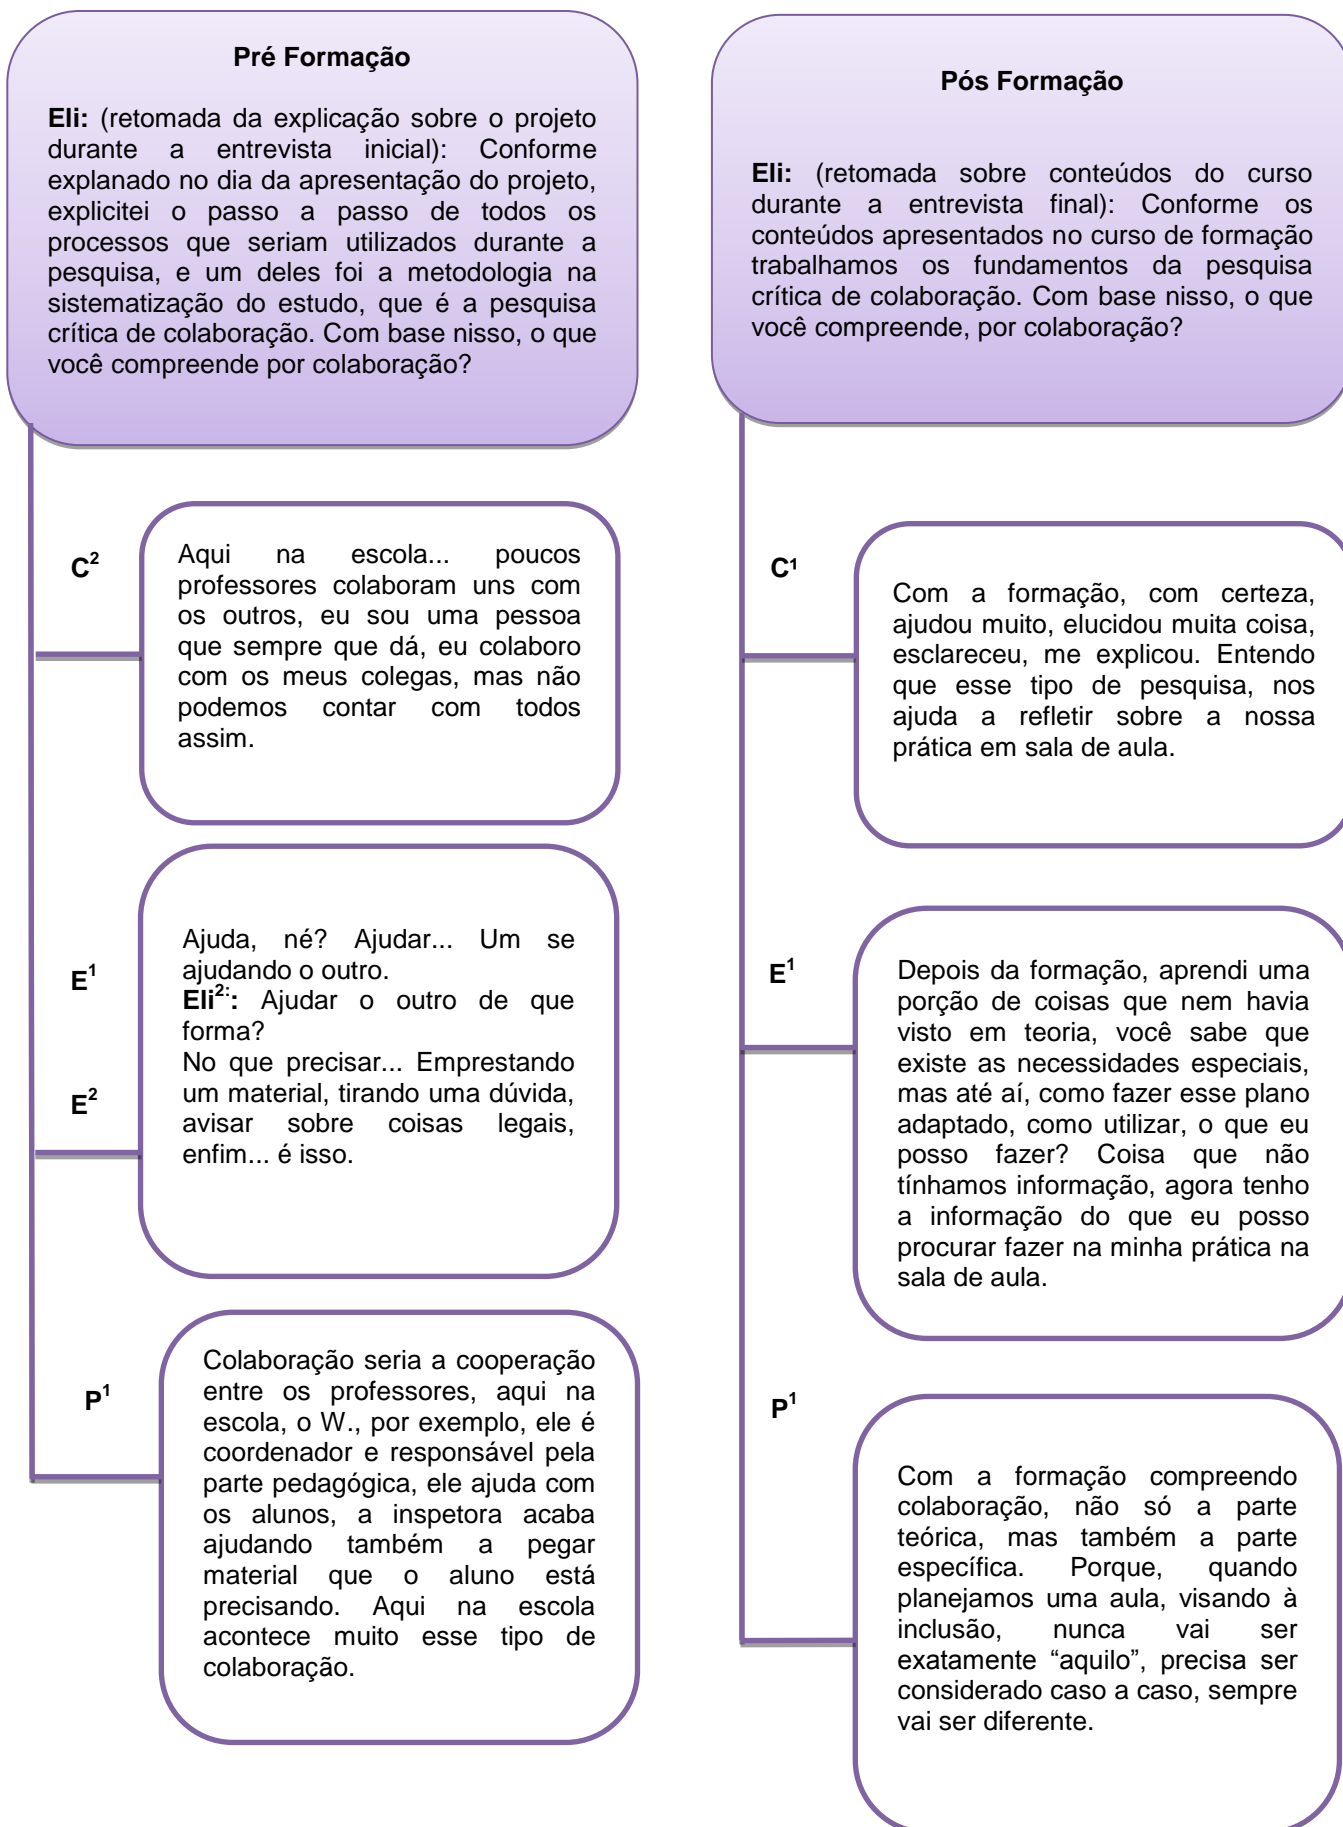 Pré Formação
Eli: (retomada da explicação sobre o projeto
durante a entrevista inicial): Conforme
explanado no dia da apresentação do projeto,
explicitei o passo a passo de todos os
processos que seriam utilizados durante a
pesquisa, e um deles foi a metodologia na
sistematização do estudo, que é a pesquisa
crítica de colaboração. Com base nisso, o que
você compreende por colaboração?
C²
Aqui na escola... poucos
professores colaboram uns com
os outros, eu sou uma pessoa
que sempre que dá, eu colaboro
com os meus colegas, mas não
podemos contar com todos
assim.
E¹
Ajuda, né? Ajudar... Um se
ajudando o outro.
Eli²:: Ajudar o outro de que
forma?
E²
No que precisar... Emprestando
um material, tirando uma dúvida,
avisar sobre coisas legais,
enfim... é isso.
P¹
Colaboração seria a cooperação
entre os professores, aqui na
escola, o W., por exemplo, ele é
coordenador e responsável pela
parte pedagógica, ele ajuda com
os alunos, a inspetora acaba
ajudando também a pegar
material que o aluno está
precisando. Aqui na escola
acontece muito esse tipo de
colaboração.
Pós Formação
Eli: (retomada sobre conteúdos do curso
durante a entrevista final): Conforme os
conteúdos apresentados no curso de formação
trabalhamos os fundamentos da pesquisa
crítica de colaboração. Com base nisso, o que
você compreende, por colaboração?
C¹
Com a formação, com certeza,
ajudou muito, elucidou muita coisa,
esclareceu, me explicou. Entendo
que esse tipo de pesquisa, nos
ajuda a refletir sobre a nossa
prática em sala de aula.
E¹
Depois da formação, aprendi uma
porção de coisas que nem havia
visto em teoria, você sabe que
existe as necessidades especiais,
mas até aí, como fazer esse plano
adaptado, como utilizar, o que eu
posso fazer? Coisa que não
tínhamos informação, agora tenho
a informação do que eu posso
procurar fazer na minha prática na
sala de aula.
P¹
Com a formação compreendo
colaboração, não só a parte
teórica, mas também a parte
específica. Porque, quando
planejamos uma aula, visando à
inclusão, nunca vai ser
exatamente “aquilo”, precisa ser
considerado caso a caso, sempre
vai ser diferente.